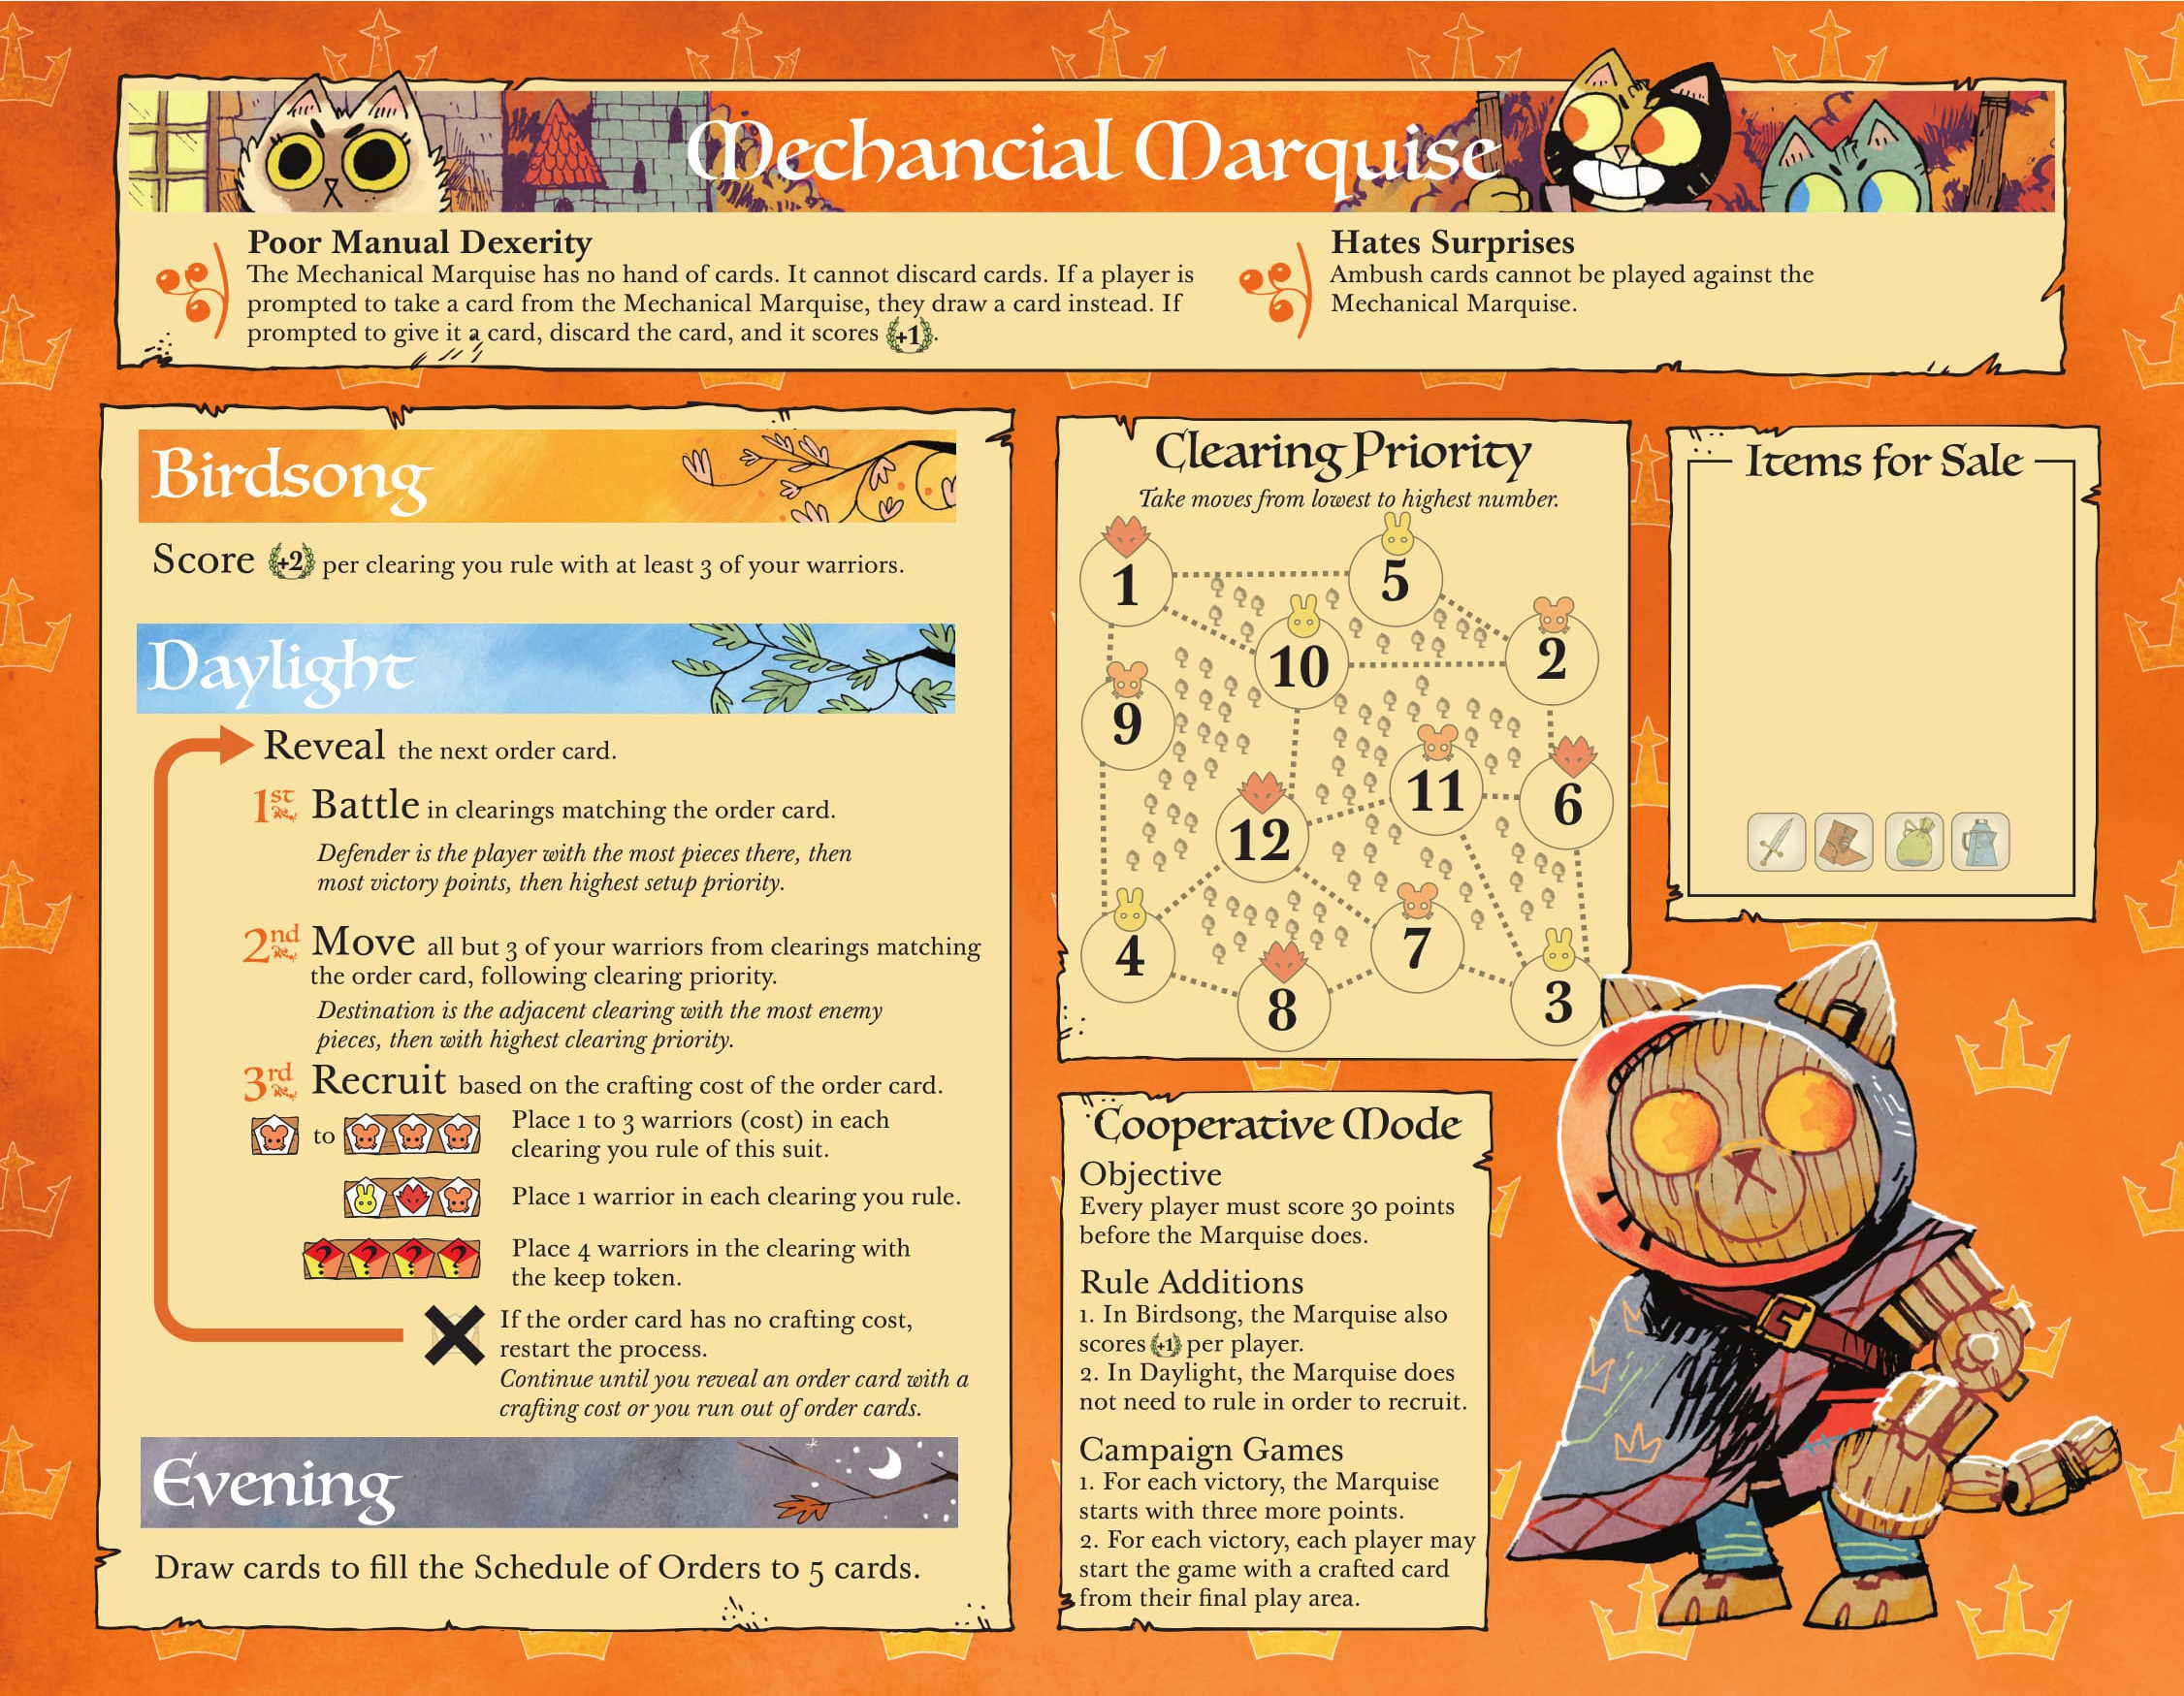 Mechancial Marquise
Poor Manual Dexerity
The Mechanical Marquise has no hand of cards. It cannot discard cards. If a player is
prompted to take a card from the Mechanical Marquise, they draw a card instead. If
prompted to give it a card, discard the card, and it scores +1.
Hates Surprises
Ambush cards cannot be played against the
Mechanical Marquise.
Birdsong
Score +2 per clearing you rule with at least 3 of your warriors.
Daylight
Reveal the next order card.
1st Battle in clearings matching the order card.
Defender is the player with the most pieces there, then
most victory points, then highest setup priority.
2nd Move all but 3 of your warriors from clearings matching
the order card, following clearing priority.
Destination is the adjacent clearing with the most enemy
pieces, then with highest clearing priority.
3rd Recruit based on the crafting cost of the order card.
to
Place 1 to 3 warriors (cost) in each
clearing you rule of this suit.
Place 1 warrior in each clearing you rule.
? ? ? ?
Place 4 warriors in the clearing with
the keep token.
If the order card has no crafting cost,
restart the process.
Continue until you reveal an order card with a
crafting cost or you run out of order cards.
Evening
Draw cards to fill the Schedule of Orders to 5 cards.
Clearing Priority
Take moves from lowest to highest number.
1
5
10
2
9
11
6
12
4
7
8
3
Items for Sale
Cooperative Mode
Objective
Every player must score 30 points
before the Marquise does.
Rule Additions
1. In Birdsong, the Marquise also
scores +1 per player.
2. In Daylight, the Marquise does
not need to rule in order to recruit.
Campaign Games
1. For each victory, the Marquise
starts with three more points.
2. For each victory, each player may
start the game with a crafted card
from their final play area.